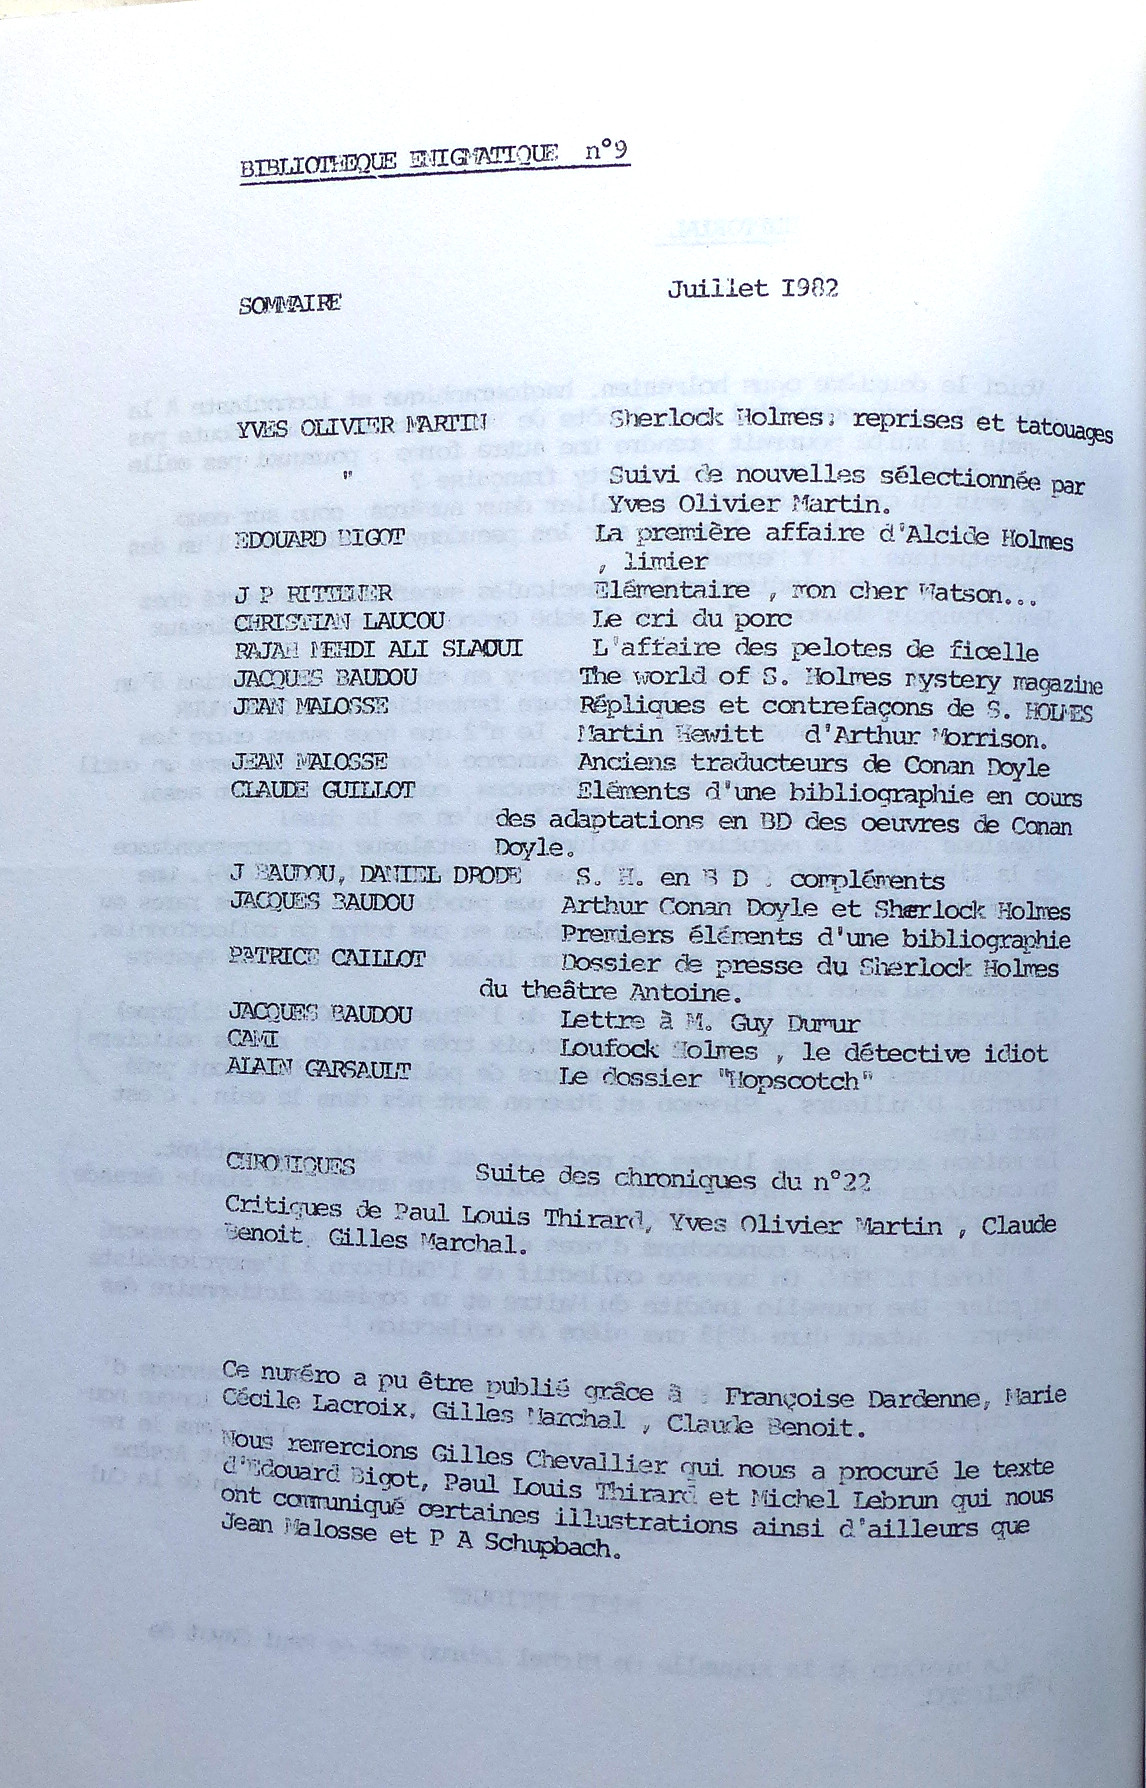 BIBLIOTHEQUE ENIGMATIQUE n°9
SOMMAIRE Juillet I982
YVES OLIVIER MARTIN Sherlock Holmes: reprises et tatouages
" Suivi de nouvelles sélectionnée par
Yves Olivier Martin.
EDOUARD BIGOT La première affaire d'Alcide Holmes
, limier
J P RITTELER Elémentaire , mon cher Watson...
CHRISTIAN LAUCOU Le cri du porc
RAJAH MEHDI ALI SLAOUI L'affaire des pelotes de ficelle
JACQUES BAUDOU The world of S. Holmes mystery magazine
JEAN MALOSSE Répliques et contrefaçons de S. HOLMES
Martin Hewitt d'Arthur Morrison.
JEAN MALOSSE Anciens traducteurs de Conan Doyle
CLAUDE GUILLOT Eléments d'une bibliographie en cours
des adaptations en BD des oeuvres de Conan
Doyle.
J BAUDOU, DANIEL DRODE S. H. en B D : compléments
JACQUES BAUDOU Arthur Conan Doyle et Sherlock Holmes
Premiers éléments d'une bibliographie
PATRICE CAILLOT Dossier de presse du Sherlock Holmes
du theâtre Antoine.
JACQUES BAUDOU Lettre à M. Guy Dumur
CAMI Loufock Holmes , le détective idiot
ALAIN GARSAULT Le dossier "Hopscotch"
CHRONIQUES Suite des chroniques du n°22
Critiques de Paul Louis Thirard, Yves Olivier Martin , Claude
Benoit, Gilles Marchal.
Ce numéro a pu être publié grâce à : Françoise Dardenne, Marie
Cécile Lacroix, Gilles Marchal , Claude Benoit.
Nous remercions Gilles Chevallier qui nous a procuré le texte
d'Edouard Bigot, Paul Louis Thirard et Michel Lebrun qui nous
ont communiqué certaines illustrations ainsi d'ailleurs que
Jean Malosse et P A Schupbach.